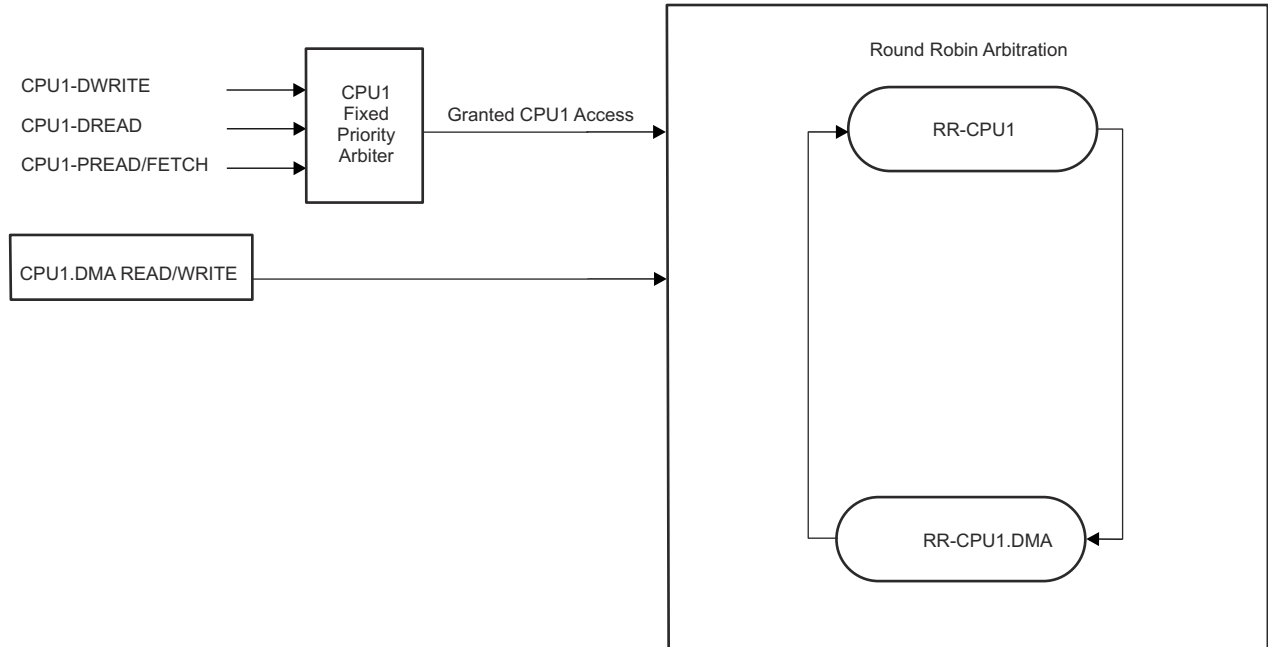 Round Robin Arbitration
CPU1-DWRITE
CPU1-DREAD
CPU1-PREAD/FETCH
CPU1
Fixed
Priority
Arbiter
Granted CPU1 Access
RR-CPU1
CPU1.DMA READ/WRITE
RR-CPU1.DMA